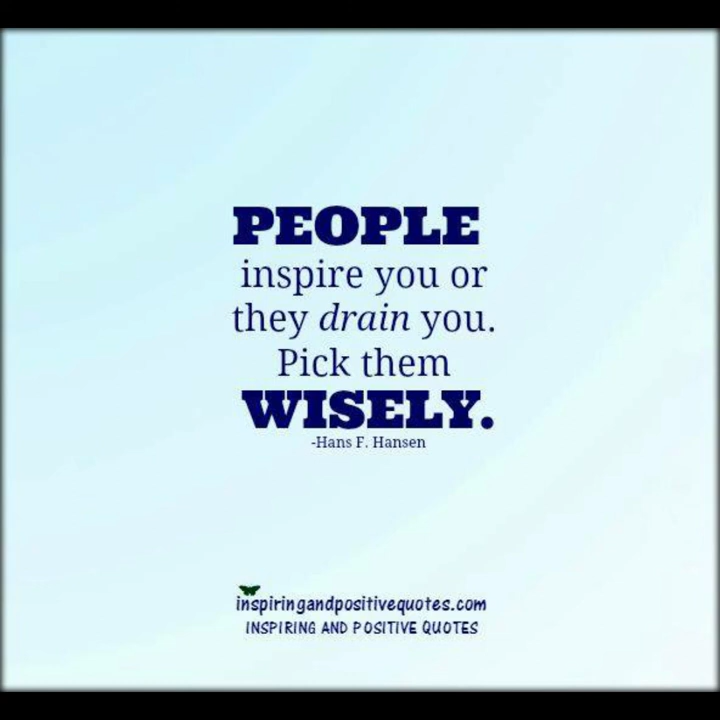 PEOPLE
inspire you or
they drain you.
Pick them
WISELY.
-Hans F. Hansen
inspiringandpositivequotes.com
INSPIRING AND POSITIVE QUOTES